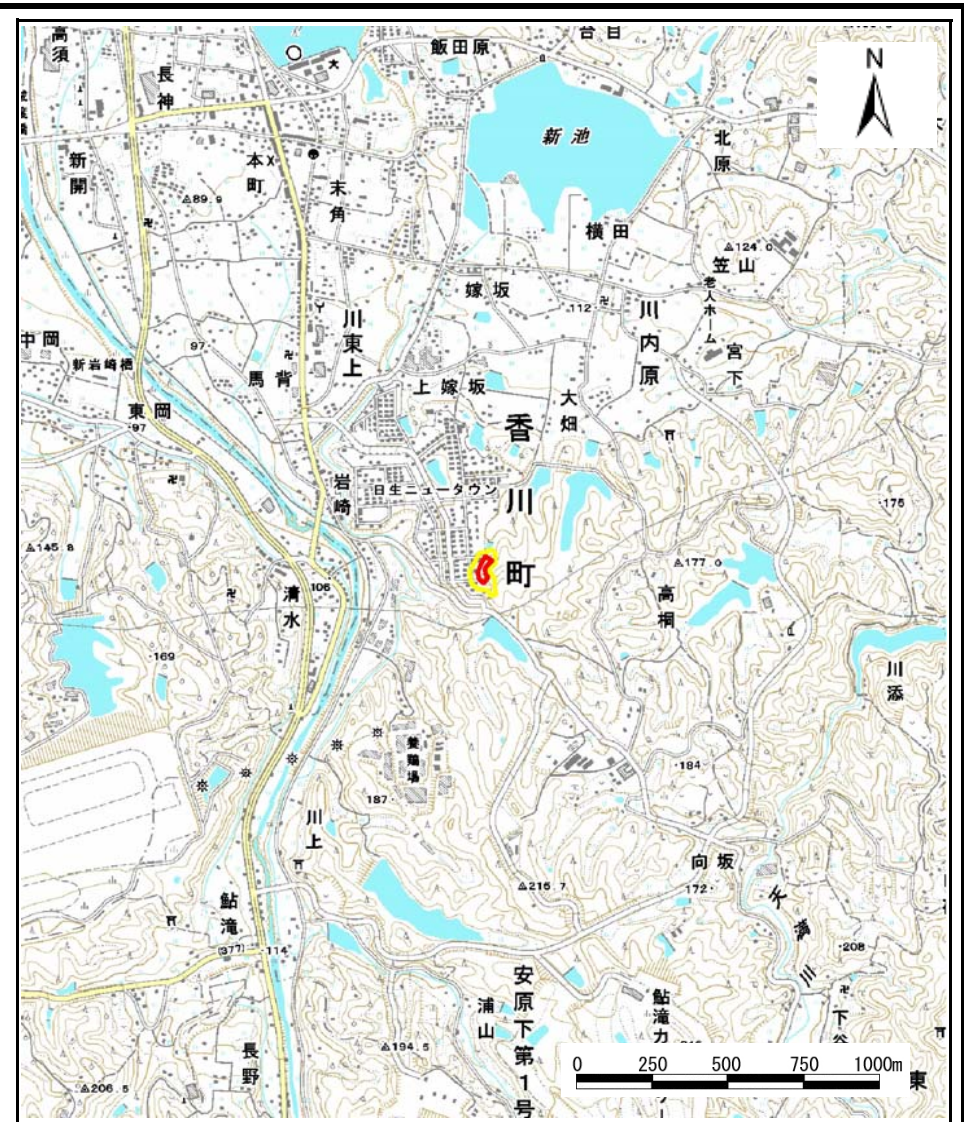 高須
飯田原
長神
N
新池
北原
新開
本町
末角
△89.9
横田
△124.0
笠山
嫁坂
老人ホーム
112
川内原
川東上
中岡
97
新岩崎橋
馬背
宮下
上嫁坂
大畑
東岡
97
香川町
岩崎
日生ニュータウン
175
△145.8
△177.0
106
清水
高桐
169
川添
養鶏場
184
187
川上
向坂
△216.7
172
鮎滝
天満川
208
(377)
114
安原下第1号
浦山
鮎滝カ
下谷
長野
△194.5
0 250 500 750 1000m
東
△206.5